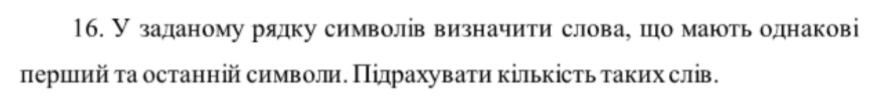 16. У заданому рядку символів визначити слова, що мають однакові
перший та останній символи. Підрахувати кількість таких слів.